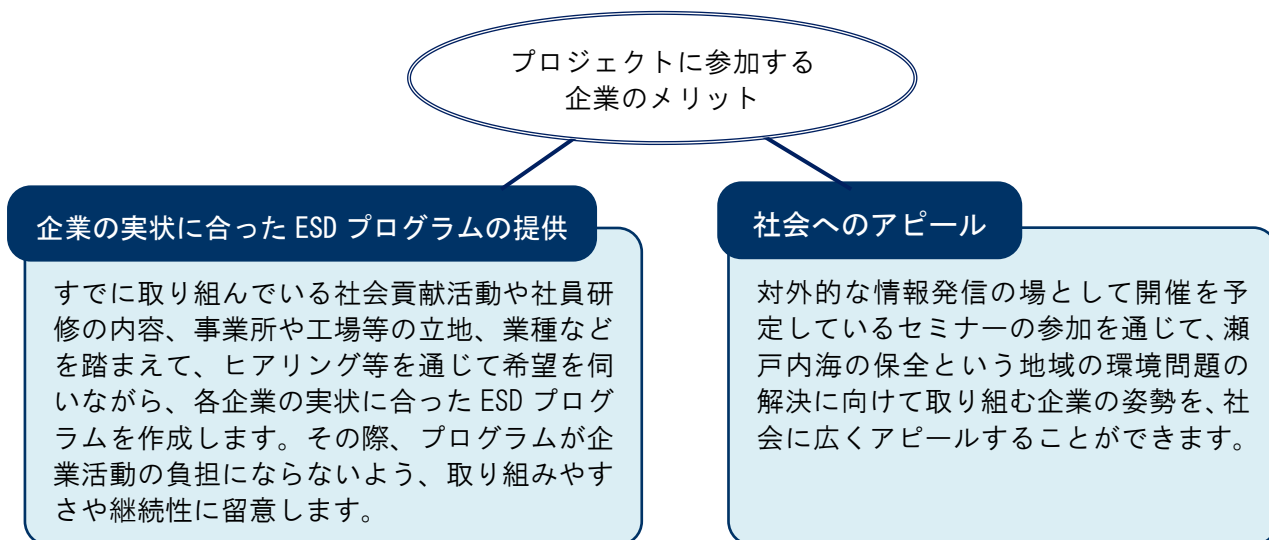 プロジェクトに参加する
企業のメリット
企業の実状に合った ESD プログラムの提供
すでに取り組んでいる社会貢献活動や社員研
修の内容、事業所や工場等の立地、業種など
を踏まえて、ヒアリング等を通じて希望を伺
いながら、各企業の実状に合った ESD プログ
ラムを作成します。その際、プログラムが企
業活動の負担にならないよう、取り組みやす
さや継続性に留意します。
社会へのアピール
対外的な情報発信の場として開催を予
定しているセミナーの参加を通じて、瀬
戸内海の保全という地域の環境問題の
解決に向けて取り組む企業の姿勢を、社
会に広くアピールすることができます。